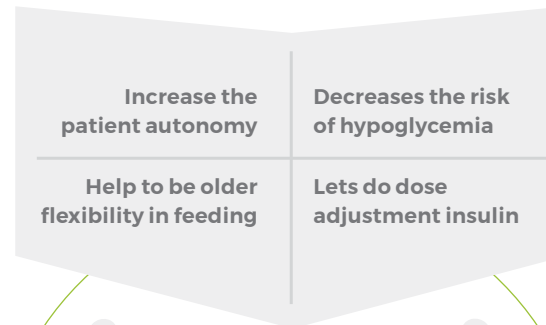 Increase the
patient autonomy
Decreases the risk
of hypoglycemia
Help to be older
flexibility in feeding
Lets do dose
adjustment insulin